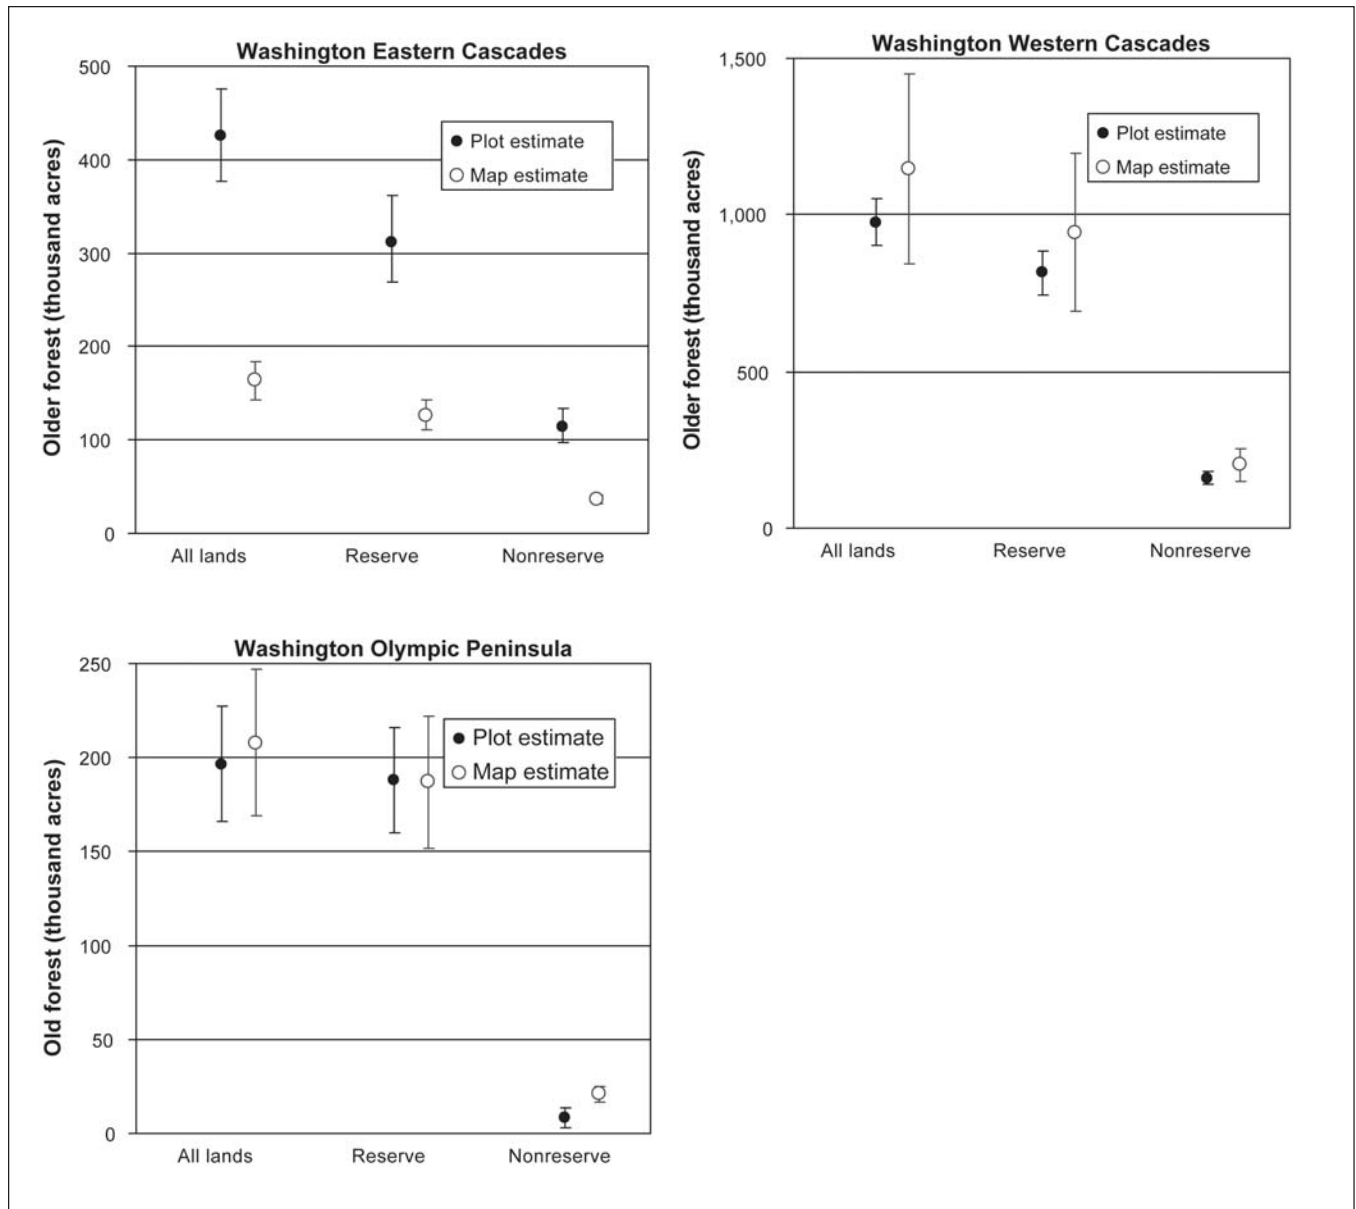 Washington Eastern Cascades
Older forest (thousand acres)
500
400
300
200
100
0
Plot estimate
Map estimate
All lands Reserve Nonreserve
Washington Western Cascades
Older forest (thousand acres)
1,500
1,000
500
0
Plot estimate
Map estimate
All lands Reserve Nonreserve
Washington Olympic Peninsula
Old forest (thousand acres)
250
200
150
100
50
0
Plot estimate
Map estimate
All lands Reserve Nonreserve